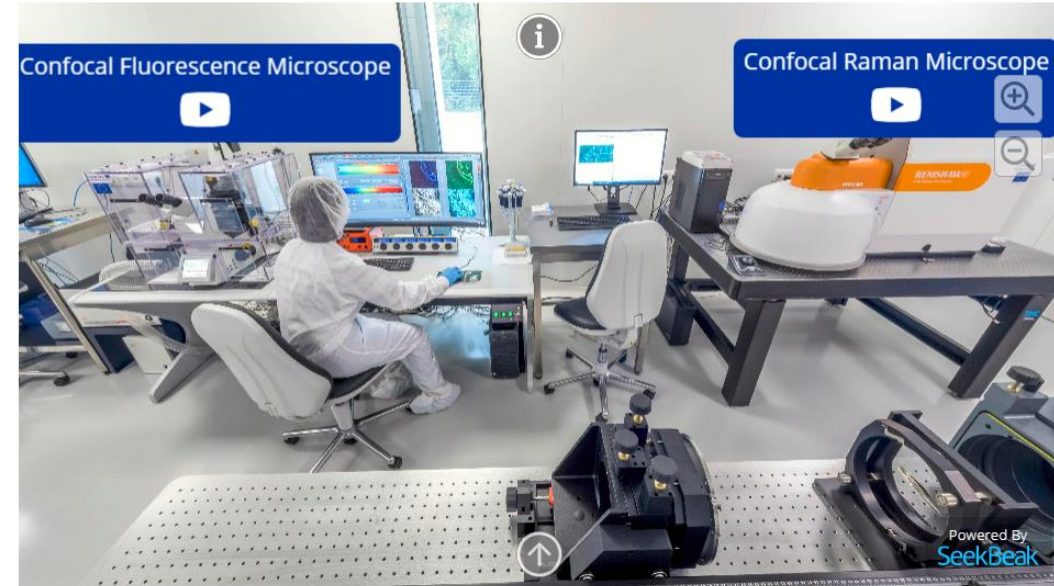 Confocal Fluorescence Microscope
Confocal Raman Microscope
RENISHAW
Powered By
SeekBeak